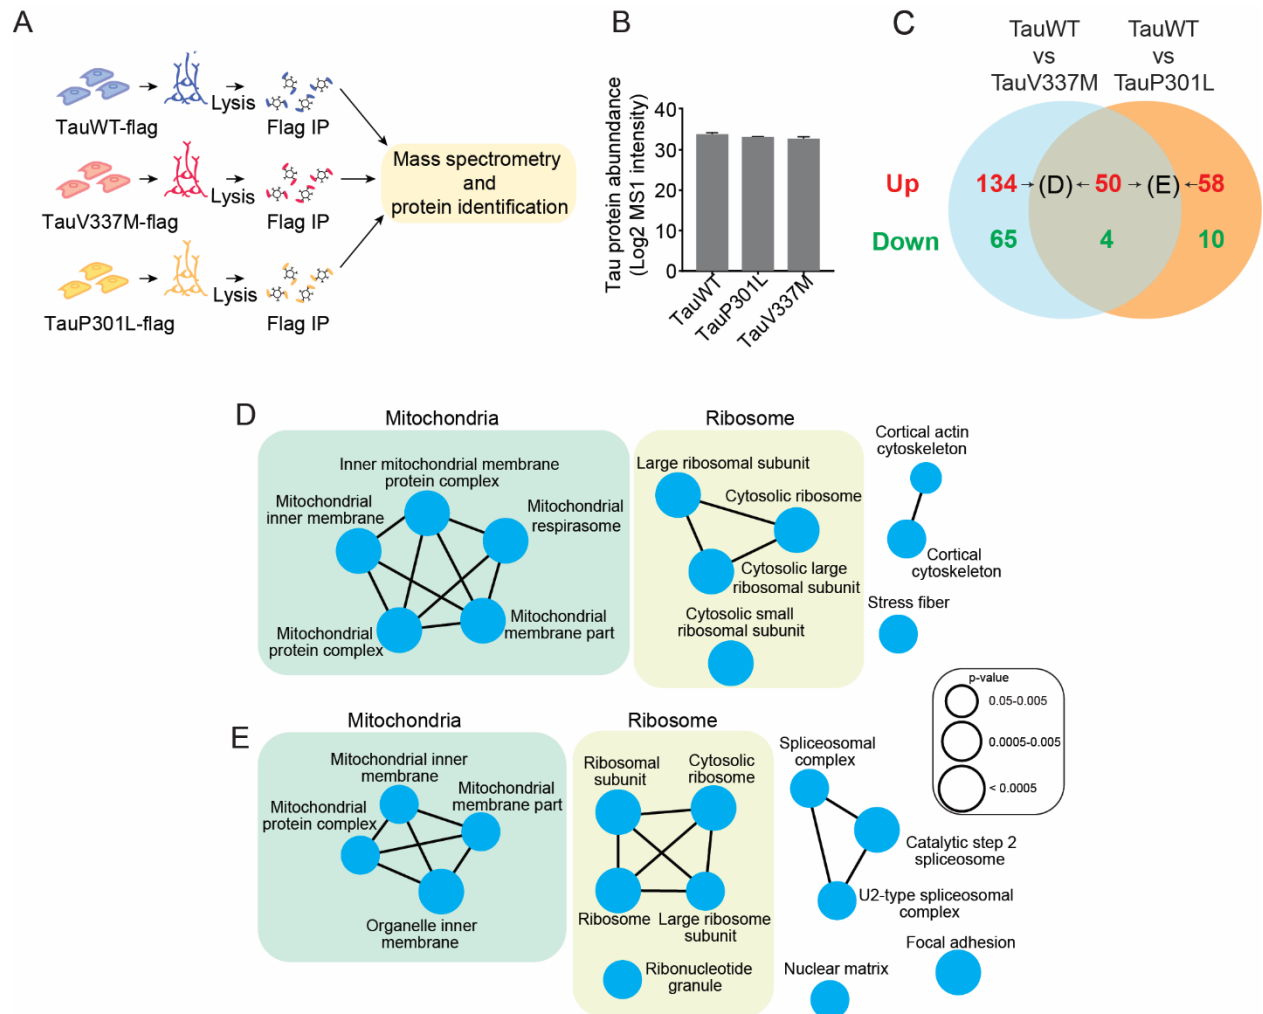 A
TauWT-flag
Lysis
Flag IP
TauV337M-flag
Lysis
Flag IP
TauP301L-flag
Lysis
Flag IP
Mass spectrometry
and
protein identification
B
Tau protein abunndance
(Log2 MS1 intensity)
40
30
20
10
0
TauWT
TauP301L
TauV337M
C
TauWT
vs
TauV337M
TauWT
vs
TauP301L
Up
134
(D)
50
(E)
58
Down
65
4
10
D
Mitochondria
Inner mitochondrial membrane
protein complex
Mitochondrial
inner membrane
Mitochondrial
respirasome
Mitochondrial
protein complex
Mitochondrial
membrane part
Ribosome
Large ribosomal subunit
Cytosolic ribosome
Cytosolic large
ribosomal subunit
Cytosolic small
ribosomal subunit
Cortical actin
cytoskeleton
Cortical
cytoskeleton
Stress fiber
p-value
0.05-0.005
0.0005-0.005
< 0.0005
E
Mitochondria
Mitochondrial inner
membrane
Mitochondrial
membrane part
Mitochondrial
protein complex
Organelle inner
membrane
Ribosome
Ribosomal
subunit
Cytosolic
ribosome
Ribosome
Large ribosome
subunit
Ribonucleotide
granule
Spliceosomal
complex
Catalytic step 2
spliceosome
U2-type spliceosomal
complex
Focal adhesion
Nuclear matrix